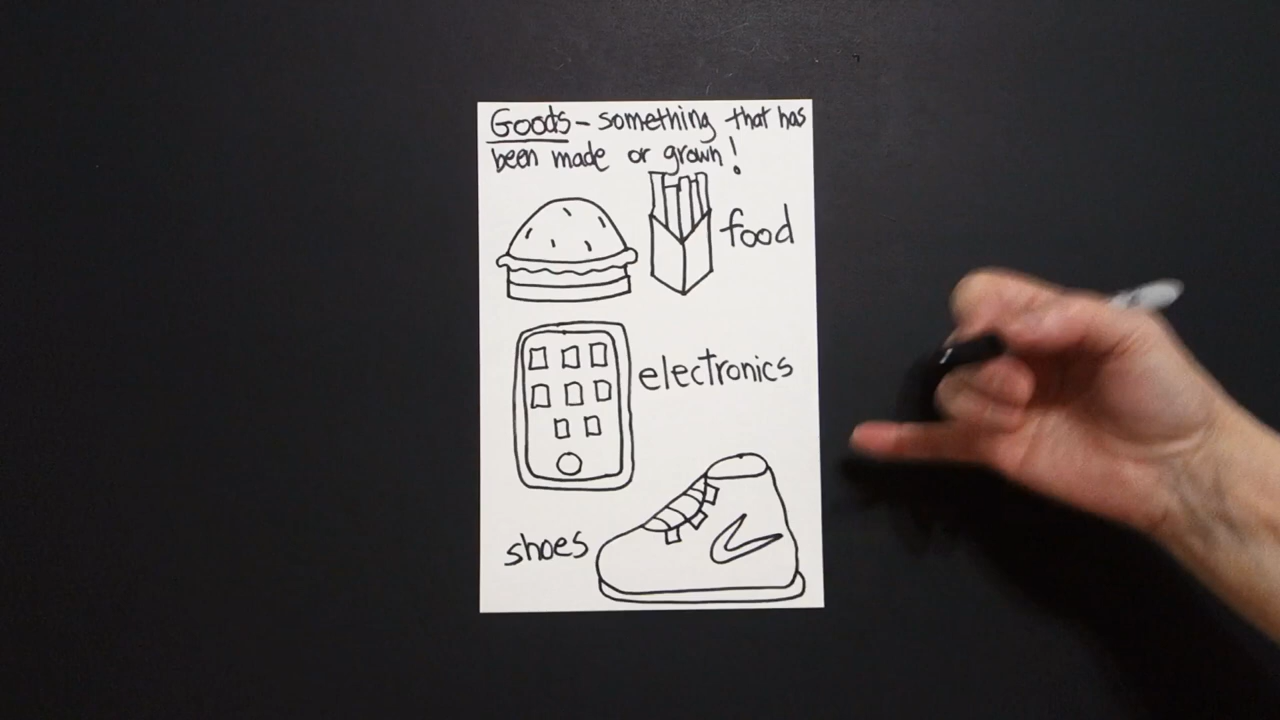 Goods - something that has
been made or grown!
food
electronics
shoes